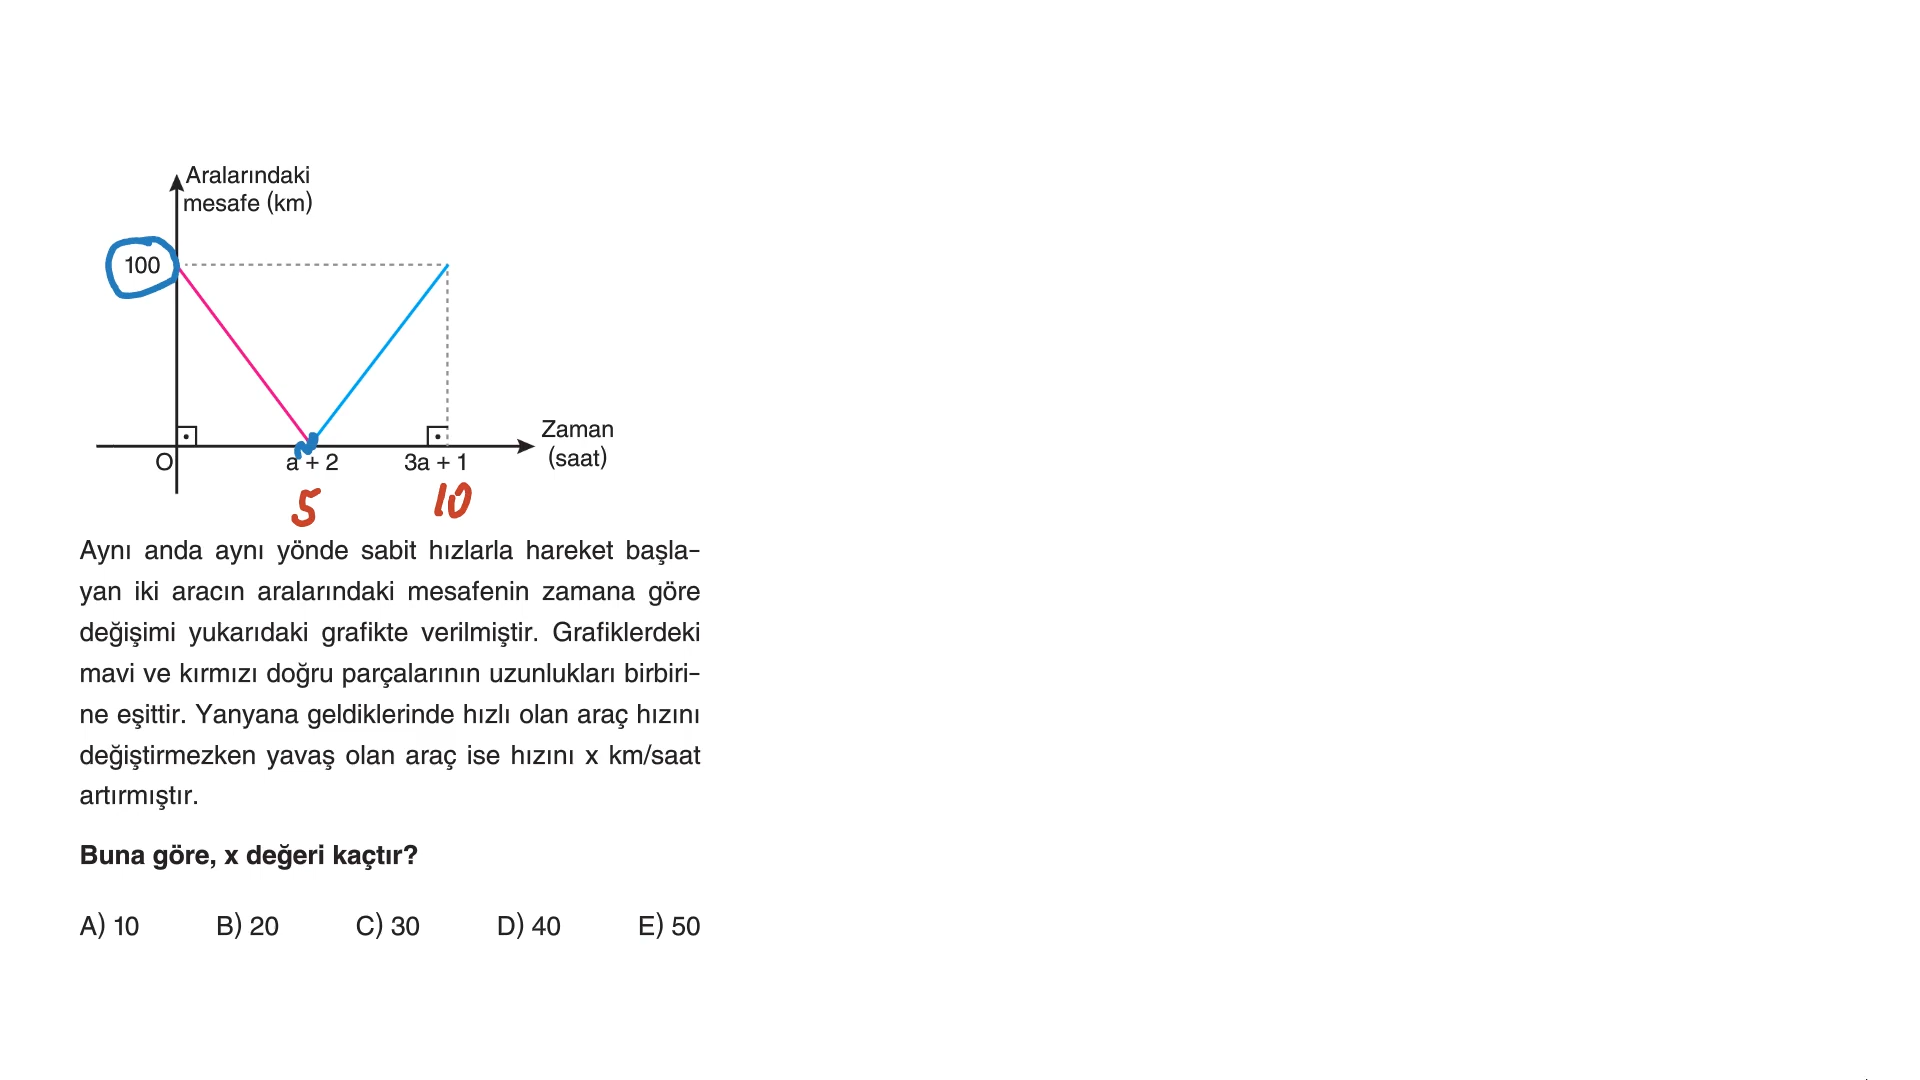 Aralarındaki
mesafe (km)
100
Zaman
(saat)
O
a + 2
3a + 1
5
10
Aynı anda aynı yönde sabit hızlarla hareket başla-
yan iki aracın aralarındaki mesafenin zamana göre
değişimi yukarıdaki grafikte verilmiştir. Grafiklerdeki
mavi ve kırmızı doğru parçalarının uzunlukları birbiri-
ne eşittir. Yanyana geldiklerinde hızlı olan araç hızını
değiştirmezken yavaş olan araç ise hızını x km/saat
artırmıştır.
Buna göre, x değeri kaçtır?
A) 10 B) 20 C) 30 D) 40 E) 50